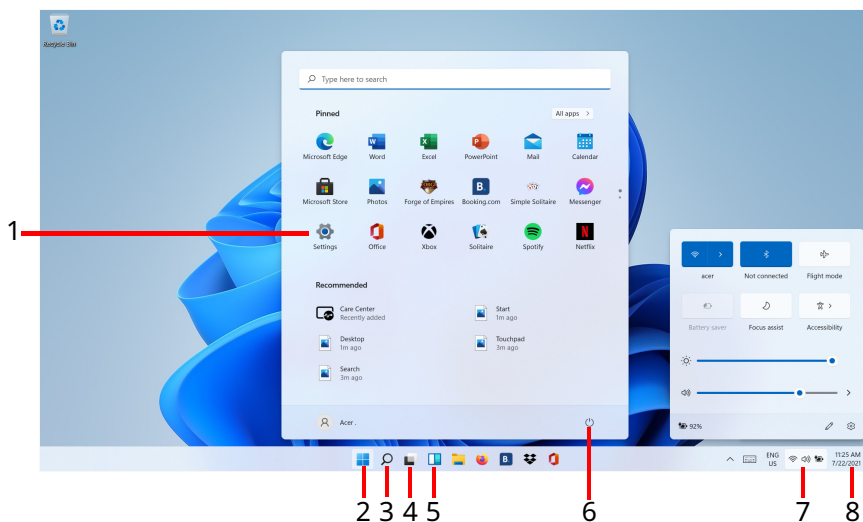 Recycle Bin
Type here to search
Pinned
All apps >
Microsoft Edge
Word
Excel
PowerPoint
Mail
Calendar
Microsoft Store
Photos
Forge of Empires
Booking.com
Simple Solitaire
Messenger
Settings
Office
Xbox
Solitaire
Spotify
Netflix
Recommended
Care Center
Recently added
Start
1m ago
Desktop
1m ago
Touchpad
3m ago
Search
3m ago
Acer .
acer
Not connected
Flight mode
Battery saver
Focus assist
Accessibility
92%
ENG
US
11:25 AM
7/22/2021
1
2
3
4
5
6
7
8